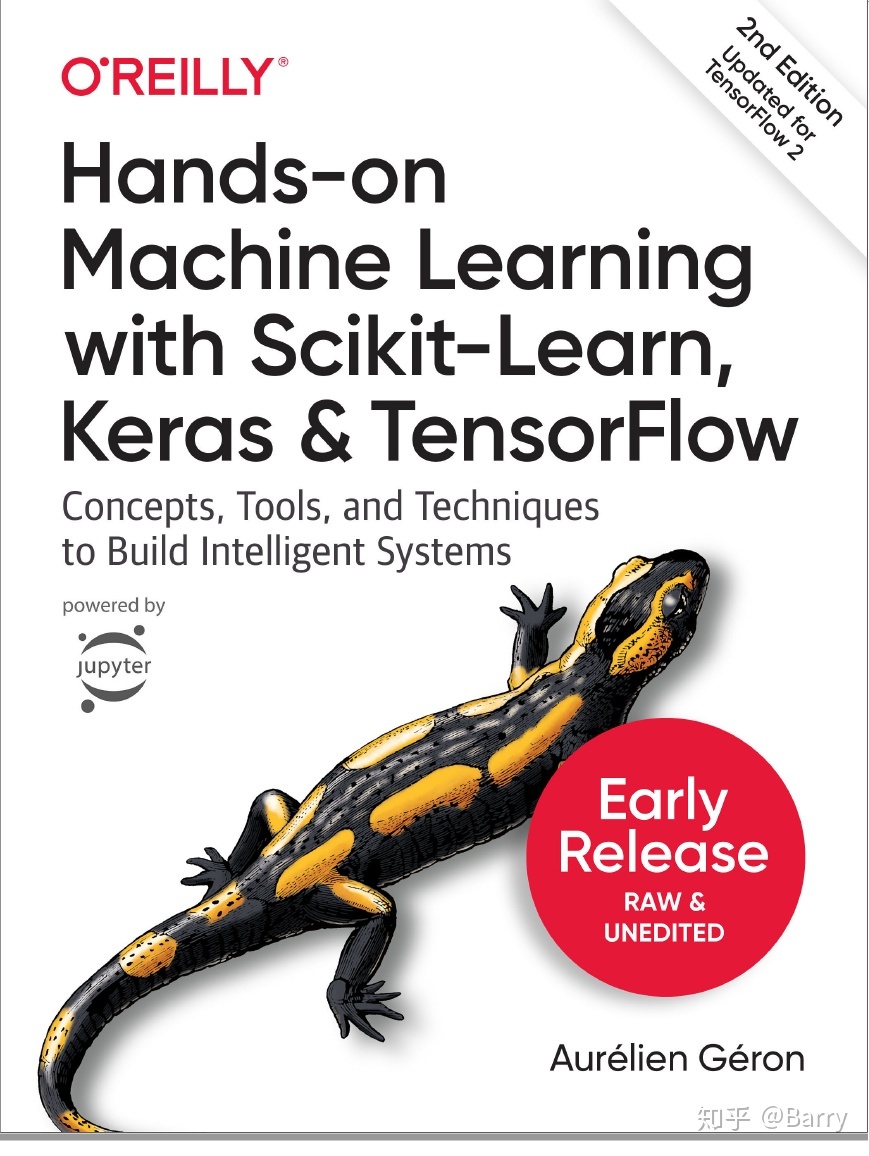 O'REILLY®
2nd Edition
Updated for
TensorFlow 2
Hands-on
Machine Learning
with Scikit-Learn,
Keras & TensorFlow
Concepts, Tools, and Techniques
to Build Intelligent Systems
powered by
jupyter
Early
Release
RAW &
UNEDITED
Aurélien Géron
知乎 @Barry